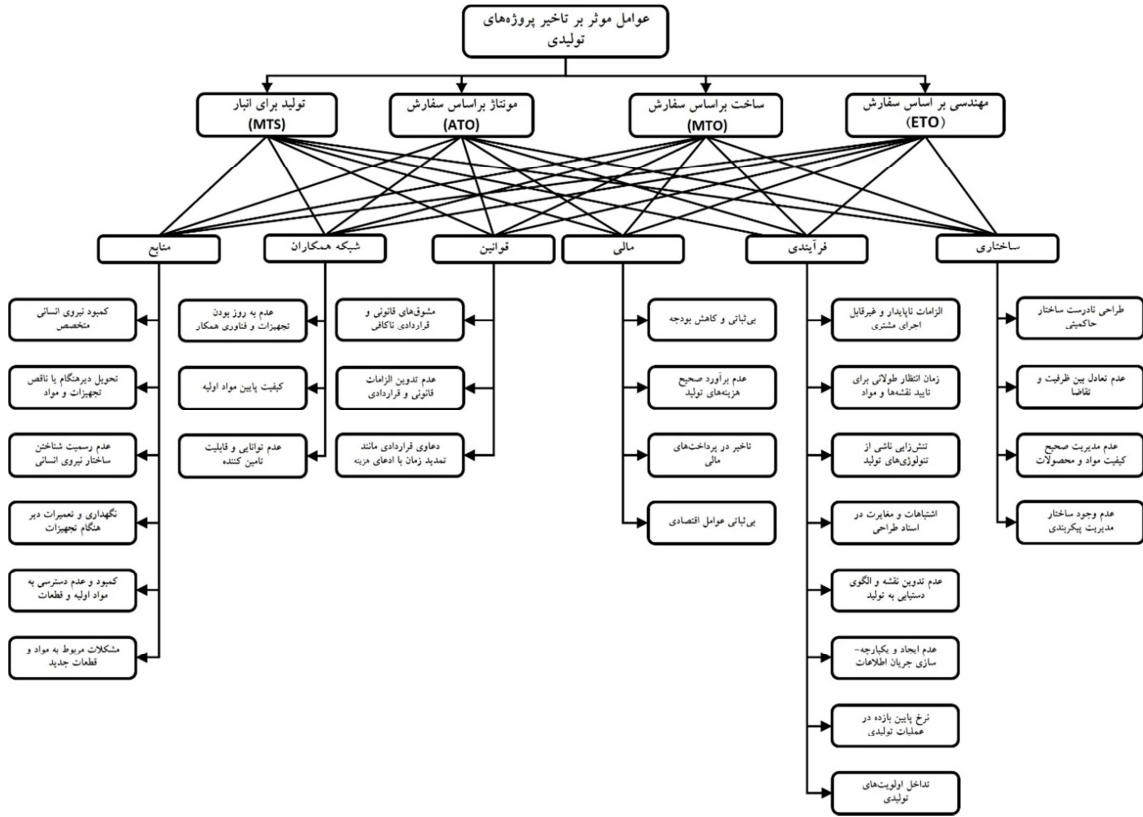 عوامل موثر بر تاخیر پروژه‌های
تولیدی
مهندسی بر اساس سفارش
(ETO)
ساخت براساس سفارش
(MTO)
مونتاژ براساس سفارش
(ATO)
تولید برای انبار
(MTS)
ساختاری
فرآیندی
مالی
قوانین
شبکه همکاران
منابع
طراحی نادرست ساختار
حاکمیتی
عدم تعادل بین ظرفیت و
تقاضا
عدم مدیریت صحیح
کیفیت مواد و محصولات
عدم وجود ساختار
مدیریت پیکربندی
الزامات ناپایدار و غیرقابل
اجرای مشتری
زمان انتظار طولانی برای
تایید نقشه‌ها و مواد
تنش‌زایی ناشی از
تنولوژی‌های تولید
اشتباهات و مغایرت در
اسناد طراحی
عدم تدوین نقشه و الگوی
دستیابی به تولید
عدم ایجاد و یکپارچه-
سازی جریان اطلاعات
نرخ پایین بازده در
عملیات تولیدی
تداخل اولویت‌های
تولیدی
بی‌ثباتی و کاهش بودجه
عدم برآورد صحیح
هزینه‌های تولید
تاخیر در پرداخت‌های
مالی
بی‌ثباتی عوامل اقتصادی
مشوق‌های قانونی و
قراردادی ناکافی
عدم تدوین الزامات
قانونی و قراردادی
دعاوی قراردادی مانند
تمدید زمان یا ادعای هزینه
عدم به روز بودن
تجهیزات و فناوری همکار
کیفیت پایین مواد اولیه
عدم توانایی و قابلیت
تامین کننده
کمبود نیروی انسانی
متخصص
تحویل دیرهنگام یا ناقص
تجهیزات و مواد
عدم رسمیت شناختن
ساختار نیروی انسانی
نگهداری و تعمیرات دیر
هنگام تجهیزات
کمبود و عدم دسترسی به
مواد اولیه و قطعات
مشکلات مربوط به مواد و
قطعات جدید